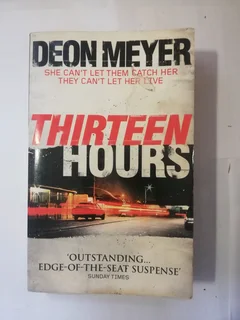 DEON MEYER
SHE CAN'T LET THEM CATCH HER
THEY CAN'T LET HER LIVE
THIRTEEN
HOURS
'OUTSTANDING...
EDGE-OF-THE-SEAT SUSPENSE'
SUNDAY TIMES